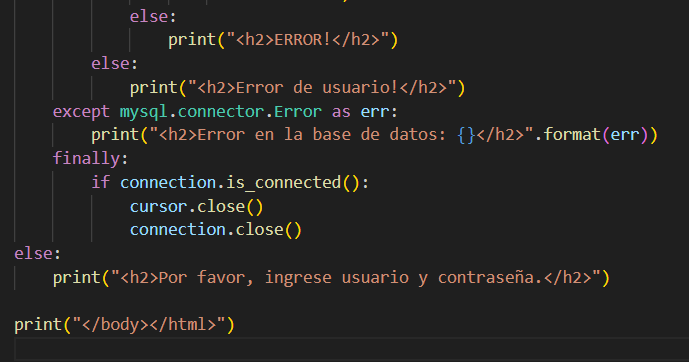 else:
print("<h2>ERROR!</h2>")
else:
print("<h2>Error de usuario!</h2>")
except mysql.connector.Error as err:
print("<h2>Error en la base de datos: {}</h2>".format(err))
finally:
if connection.is_connected():
cursor.close()
connection.close()
else:
print("<h2>Por favor, ingrese usuario y contraseña.</h2>")
print("</body></html>")